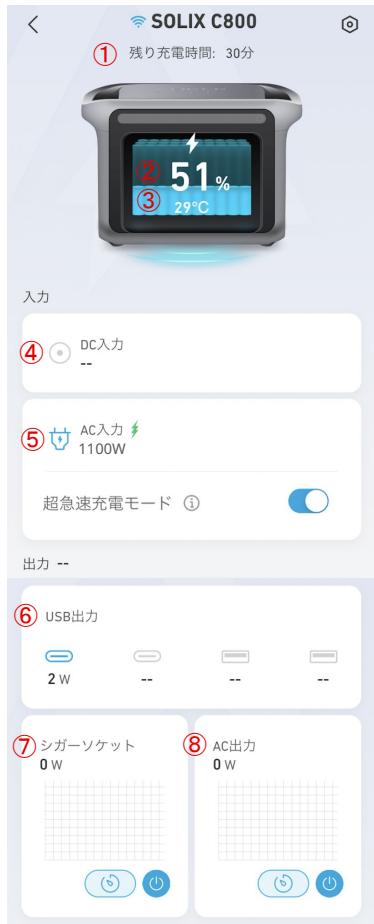 SOLIX C800
① 残り充電時間: 30分
② 51%
③ 29°C
入力
④ DC入力
--
⑤ AC入力
1100W
超急速充電モード
出力 --
⑥ USB出力
2 W -- -- --
⑦ シガーソケット ⑧ AC出力
0 W 0 W